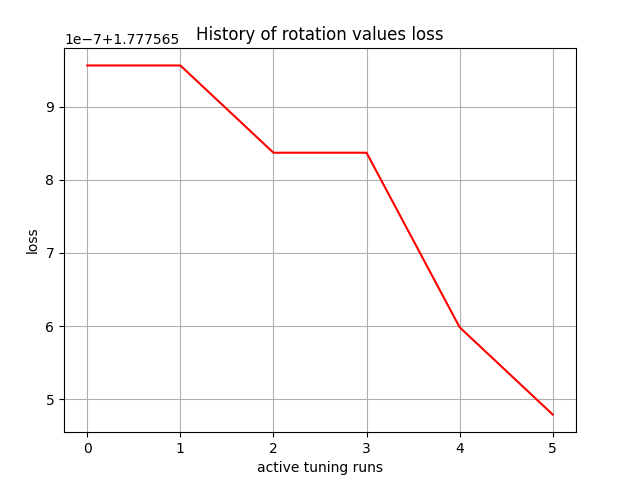 History of rotation values loss
1e−7+1.777565
9
8
7
6
5
loss
0 1 2 3 4 5
active tuning runs